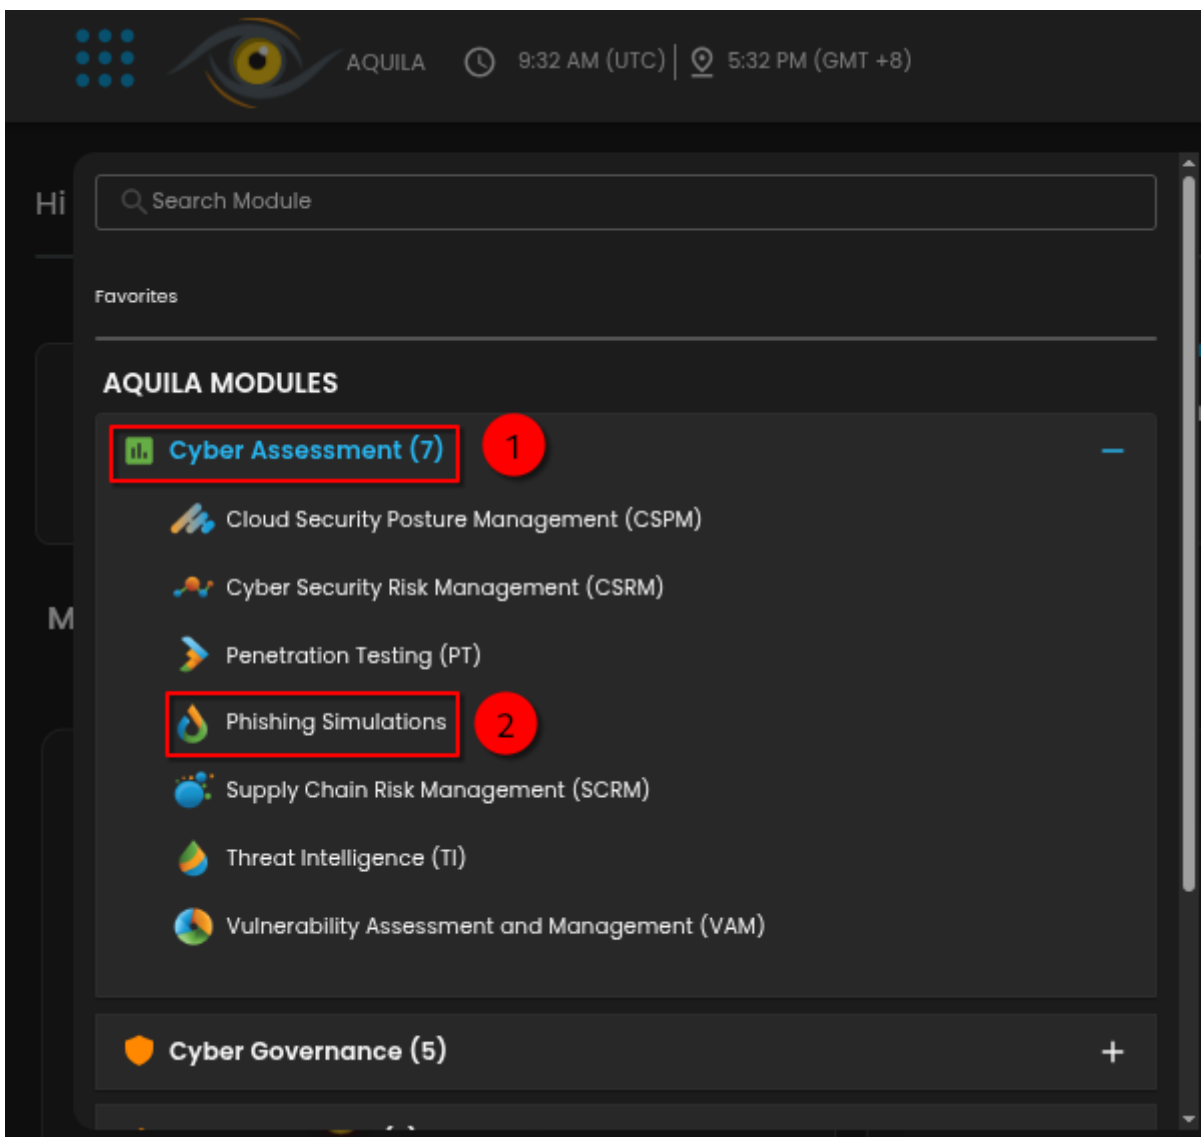 AQUILA 9:32 AM (UTC) 5:32 PM (GMT +8)
Hi
Search Module
Favorites
AQUILA MODULES
Cyber Assessment (7) 1
Cloud Security Posture Management (CSPM)
Cyber Security Risk Management (CSRM)
M
Penetration Testing (PT)
Phishing Simulations 2
Supply Chain Risk Management (SCRM)
Threat Intelligence (TI)
Vulnerability Assessment and Management (VAM)
Cyber Governance (5)